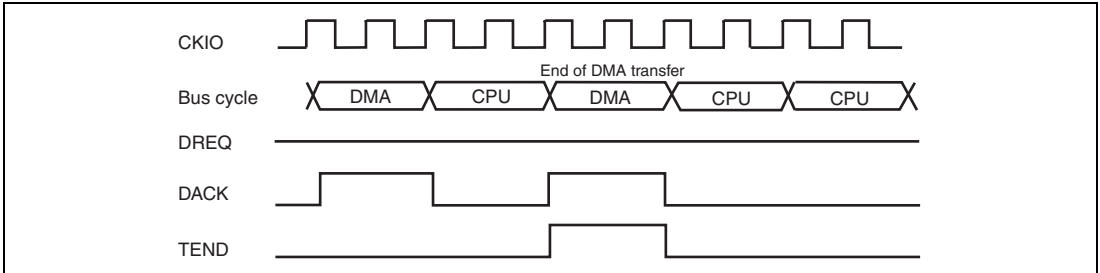 CKIO
End of DMA transfer
Bus cycle DMA CPU DMA CPU CPU
DREQ
DACK
TEND